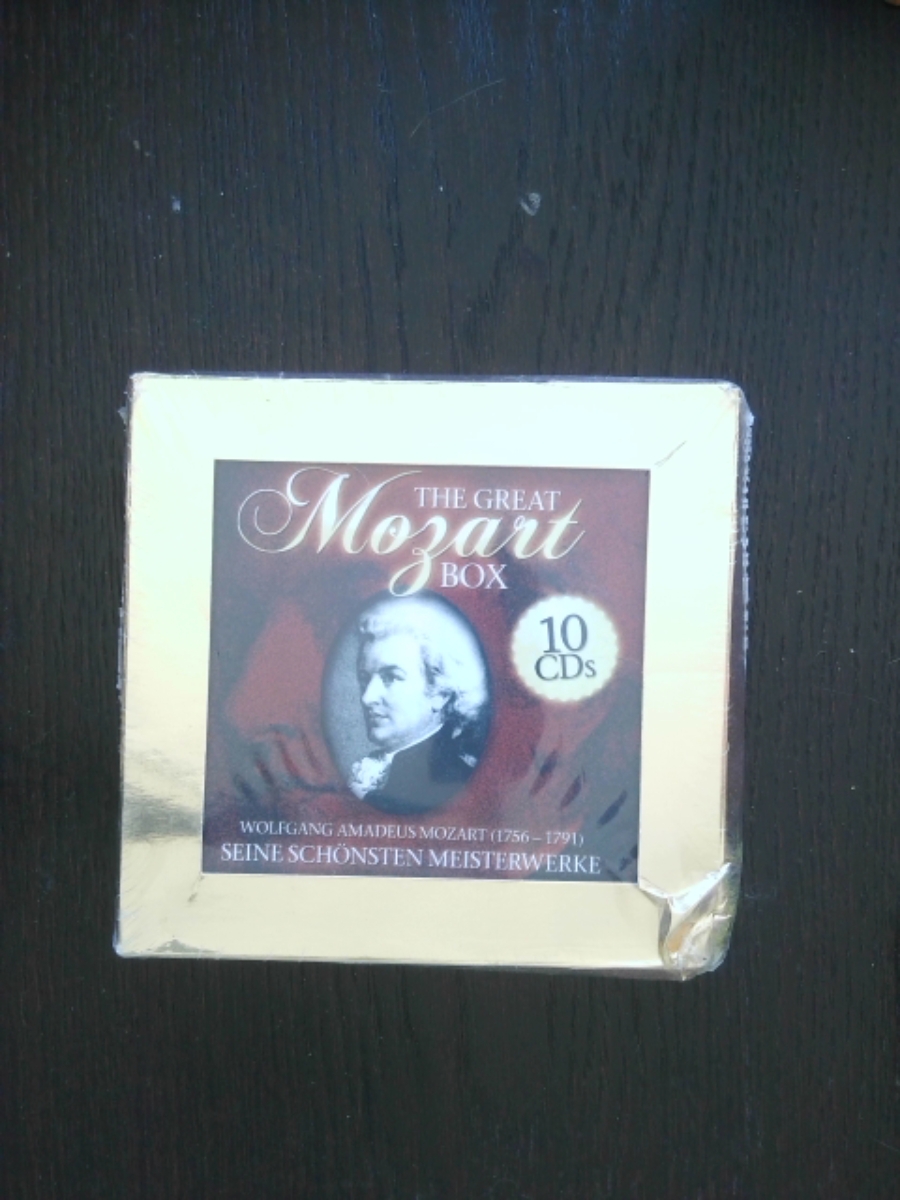 THE GREAT
Mozart
BOX
10
CDs
WOLFGANG AMADEUS MOZART (1756 – 1791)
SEINE SCHÖNSTEN MEISTERWERKE